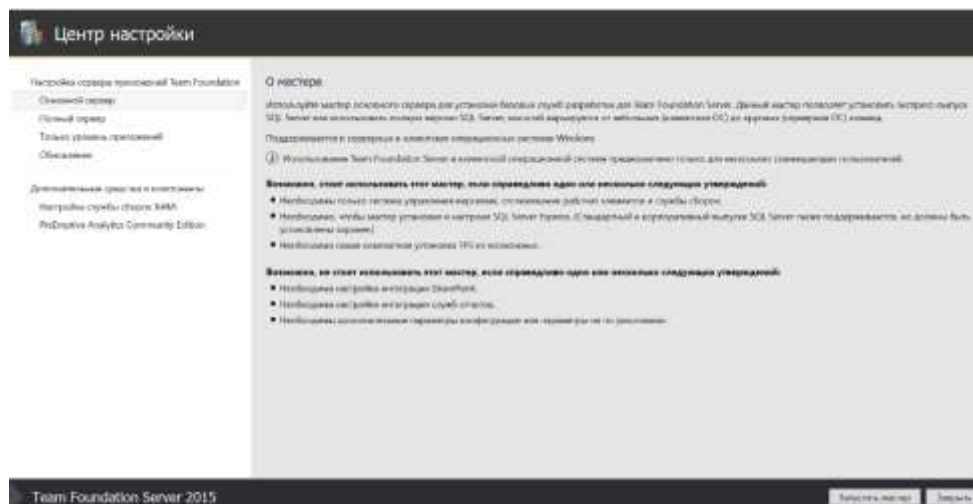 Центр настройки
Настройка сервера приложений Team Foundation
Основной сервер
Полный сервер
Только уровень приложений
Обновление
Дополнительные средства и компоненты
Настройка службы сборок XAML
PreEmptive Analytics Community Edition
О мастере
Используйте мастер основного сервера для установки базовых служб разработки для Team Foundation Server. Данный мастер позволяет установить экспресс-выпуск
SQL Server или использовать полную версию SQL Server, масштаб варьируется от небольших (клиентские ОС) до крупных (серверные ОС) команд.
Поддерживается в серверных и клиентских операционных системах Windows
Использование Team Foundation Server в клиентской операционной системе предназначено только для нескольких пользователей.
Возможно, стоит использовать этот мастер, если справедливо одно или несколько следующих утверждений:
• Необходимы только система управления версиями, отслеживание рабочих элементов и службы сборок.
• Необходимо, чтобы мастер установил и настроил SQL Server Express. (Стандартный и корпоративный выпуски SQL Server также поддерживаются, но должны быть
установлены заранее.)
• Необходима самая компактная установка TFS из возможных.
Возможно, не стоит использовать этот мастер, если справедливо одно или несколько следующих утверждений:
• Необходима настройка интеграции SharePoint.
• Необходима настройка интеграции служб отчетов.
• Необходимы дополнительные параметры конфигурации или параметры не по умолчанию.
Team Foundation Server 2015
Запустить мастер
Закрыть